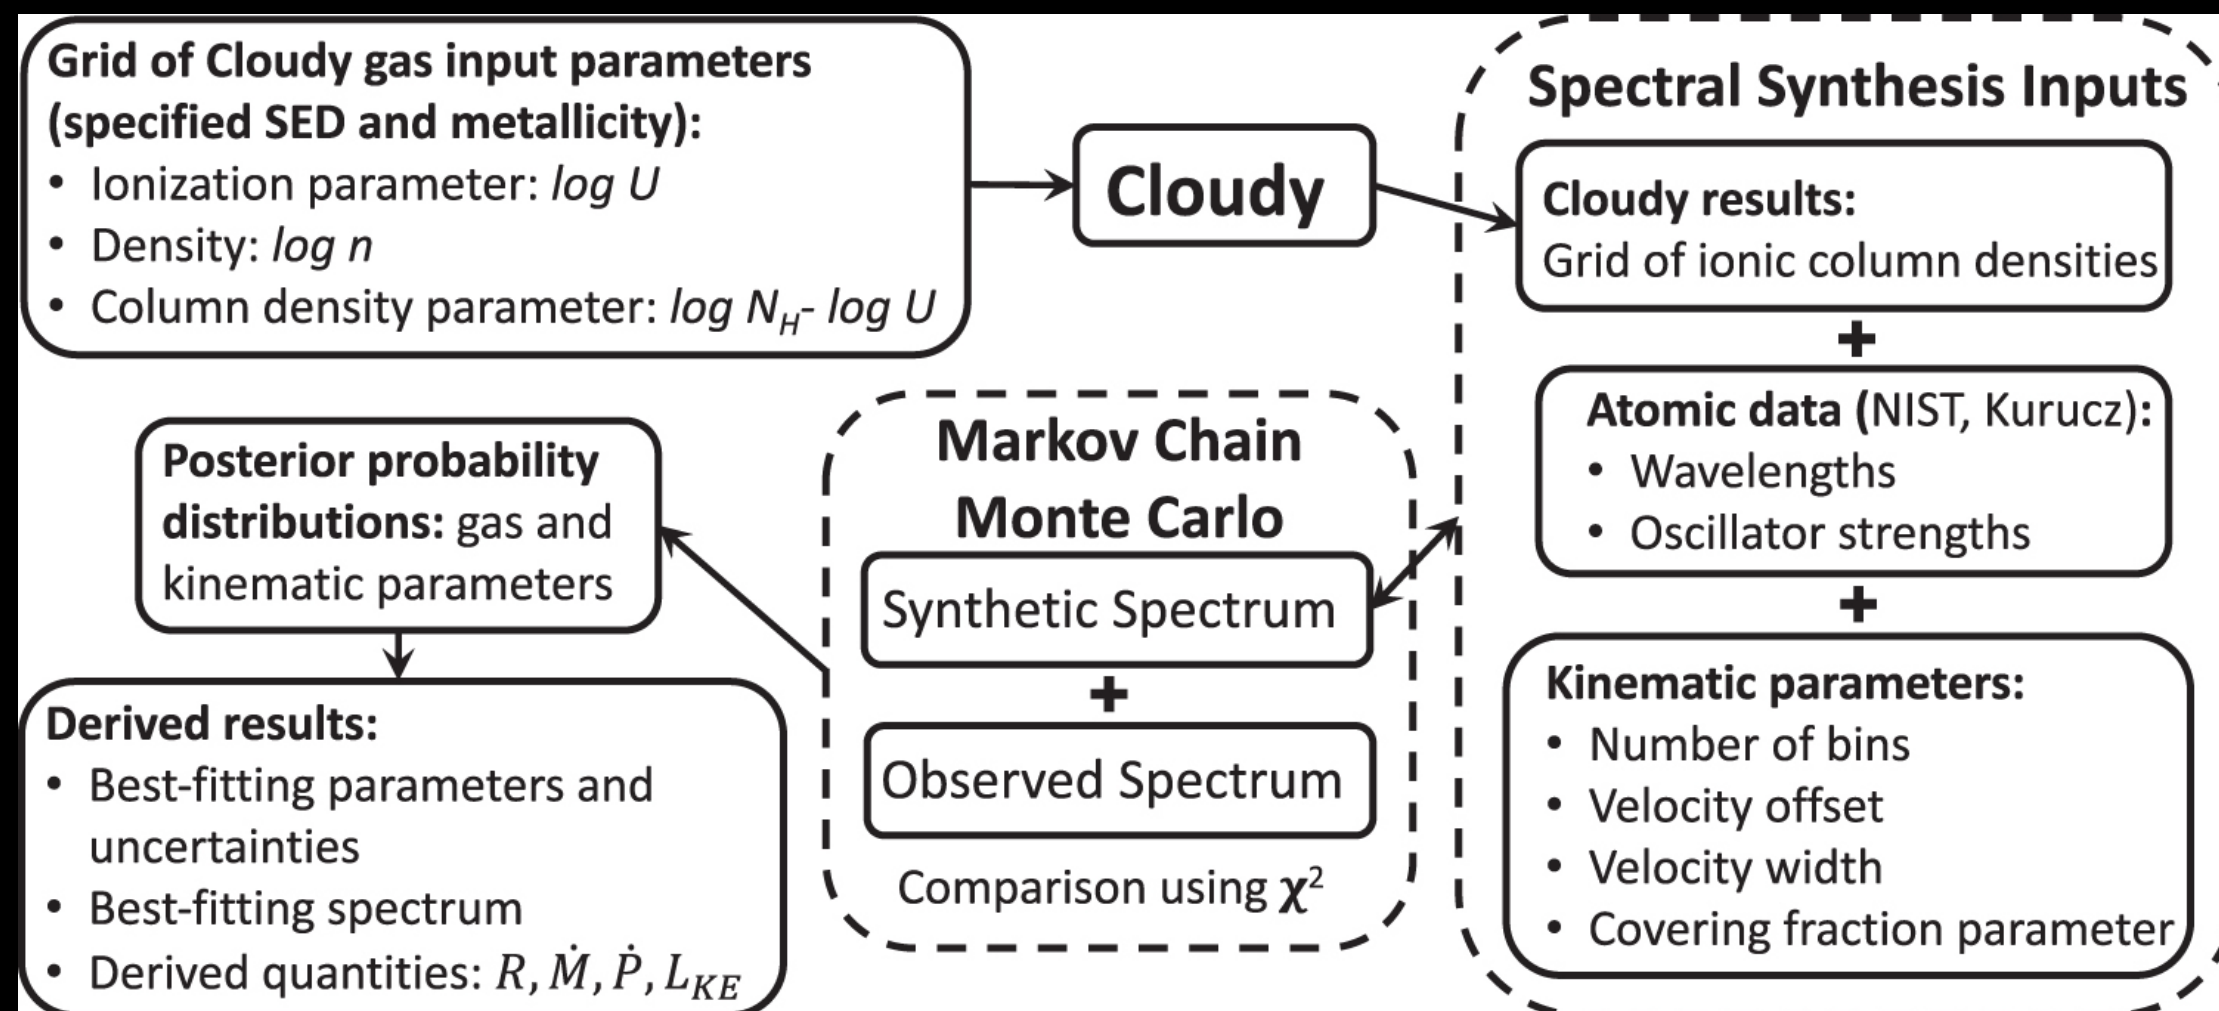 Grid of Cloudy gas input parameters
(specified SED and metallicity):
• Ionization parameter: log U
• Density: log n
• Column density parameter: log N_H- log U
Cloudy
Spectral Synthesis Inputs
Cloudy results:
Grid of ionic column densities
+
Atomic data (NIST, Kurucz):
• Wavelengths
• Oscillator strengths
+
Kinematic parameters:
• Number of bins
• Velocity offset
• Velocity width
• Covering fraction parameter
Markov Chain
Monte Carlo
Synthetic Spectrum
+
Observed Spectrum
Comparison using χ²
Posterior probability
distributions: gas and
kinematic parameters
Derived results:
• Best-fitting parameters and
uncertainties
• Best-fitting spectrum
• Derived quantities: R, Ṁ, Ṗ, L_KE